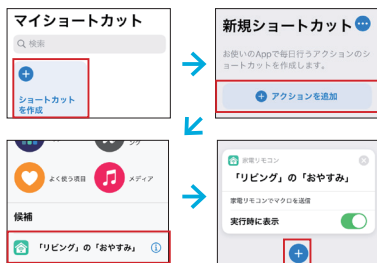 マイショートカット
検索
ショートカット
を作成
新規ショートカット
お使いのAppで毎日行うアクションのシ
ョートカットを作成します。
アクションを追加
よく使う項目
メディア
候補
「リビング」の「おやすみ」
家電リモコン
「リビング」の「おやすみ」
家電リモコンでマクロを送信
実行時に表示